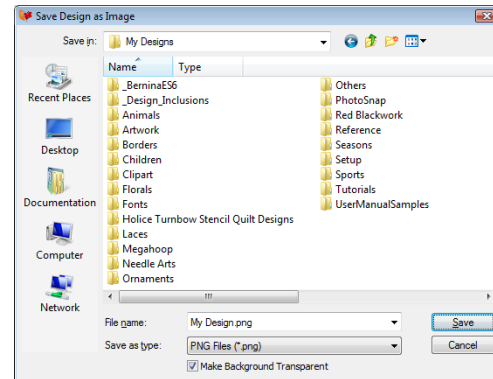 Save Design as Image
Save in:
My Designs
Name
Type
Recent Places
Desktop
Documentation
Computer
Network
_BerninaES6
_Design_Inclusions
Animals
Artwork
Borders
Children
Clipart
Florals
Fonts
Holice Turnbow Stencil Quilt Designs
Laces
Megahoop
Needle Arts
Ornaments
Others
PhotoSnap
Red Blackwork
Reference
Seasons
Setup
Sports
Tutorials
UserManualSamples
File name:
My Design.png
Save
Save as type:
PNG Files (*.png)
Cancel
Make Background Transparent